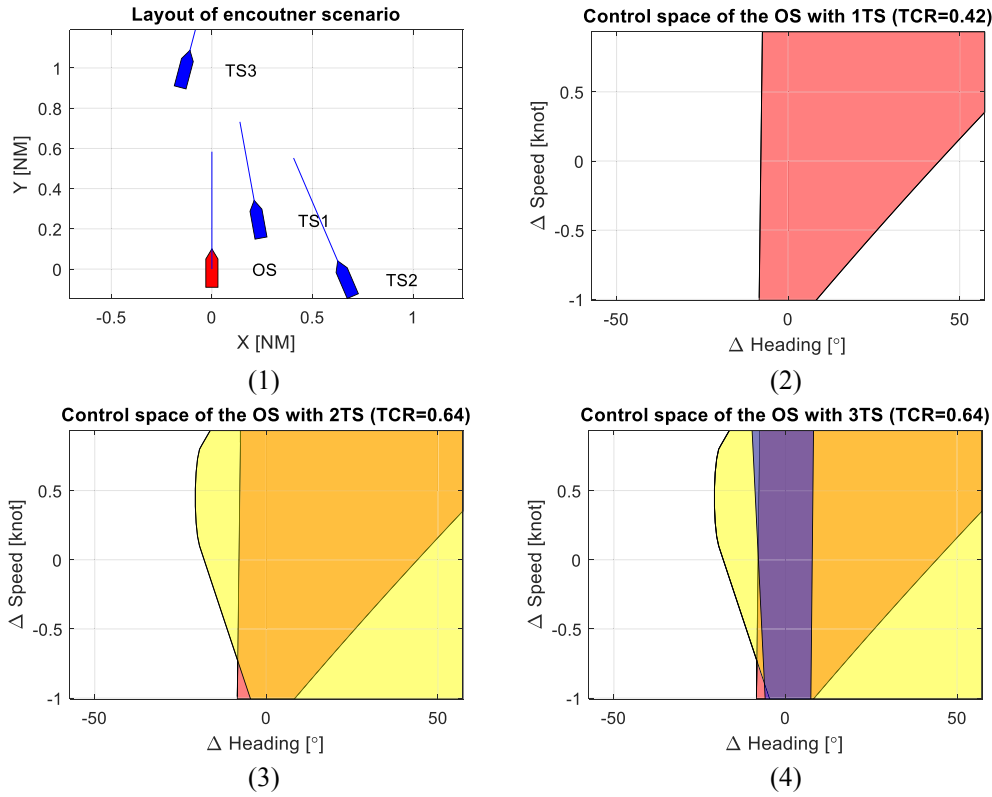 Layout of encoutner scenario
1
0.8
0.6
0.4
0.2
0
Y [NM]
TS3
TS1
OS
TS2
-0.5 0 0.5 1
X [NM]
(1)
Control space of the OS with 1TS (TCR=0.42)
0.5
0
-0.5
-1
Δ Speed [knot]
-50 0 50
Δ Heading [°]
(2)
Control space of the OS with 2TS (TCR=0.64)
0.5
0
-0.5
-1
Δ Speed [knot]
-50 0 50
Δ Heading [°]
(3)
Control space of the OS with 3TS (TCR=0.64)
0.5
0
-0.5
-1
Δ Speed [knot]
-50 0 50
Δ Heading [°]
(4)